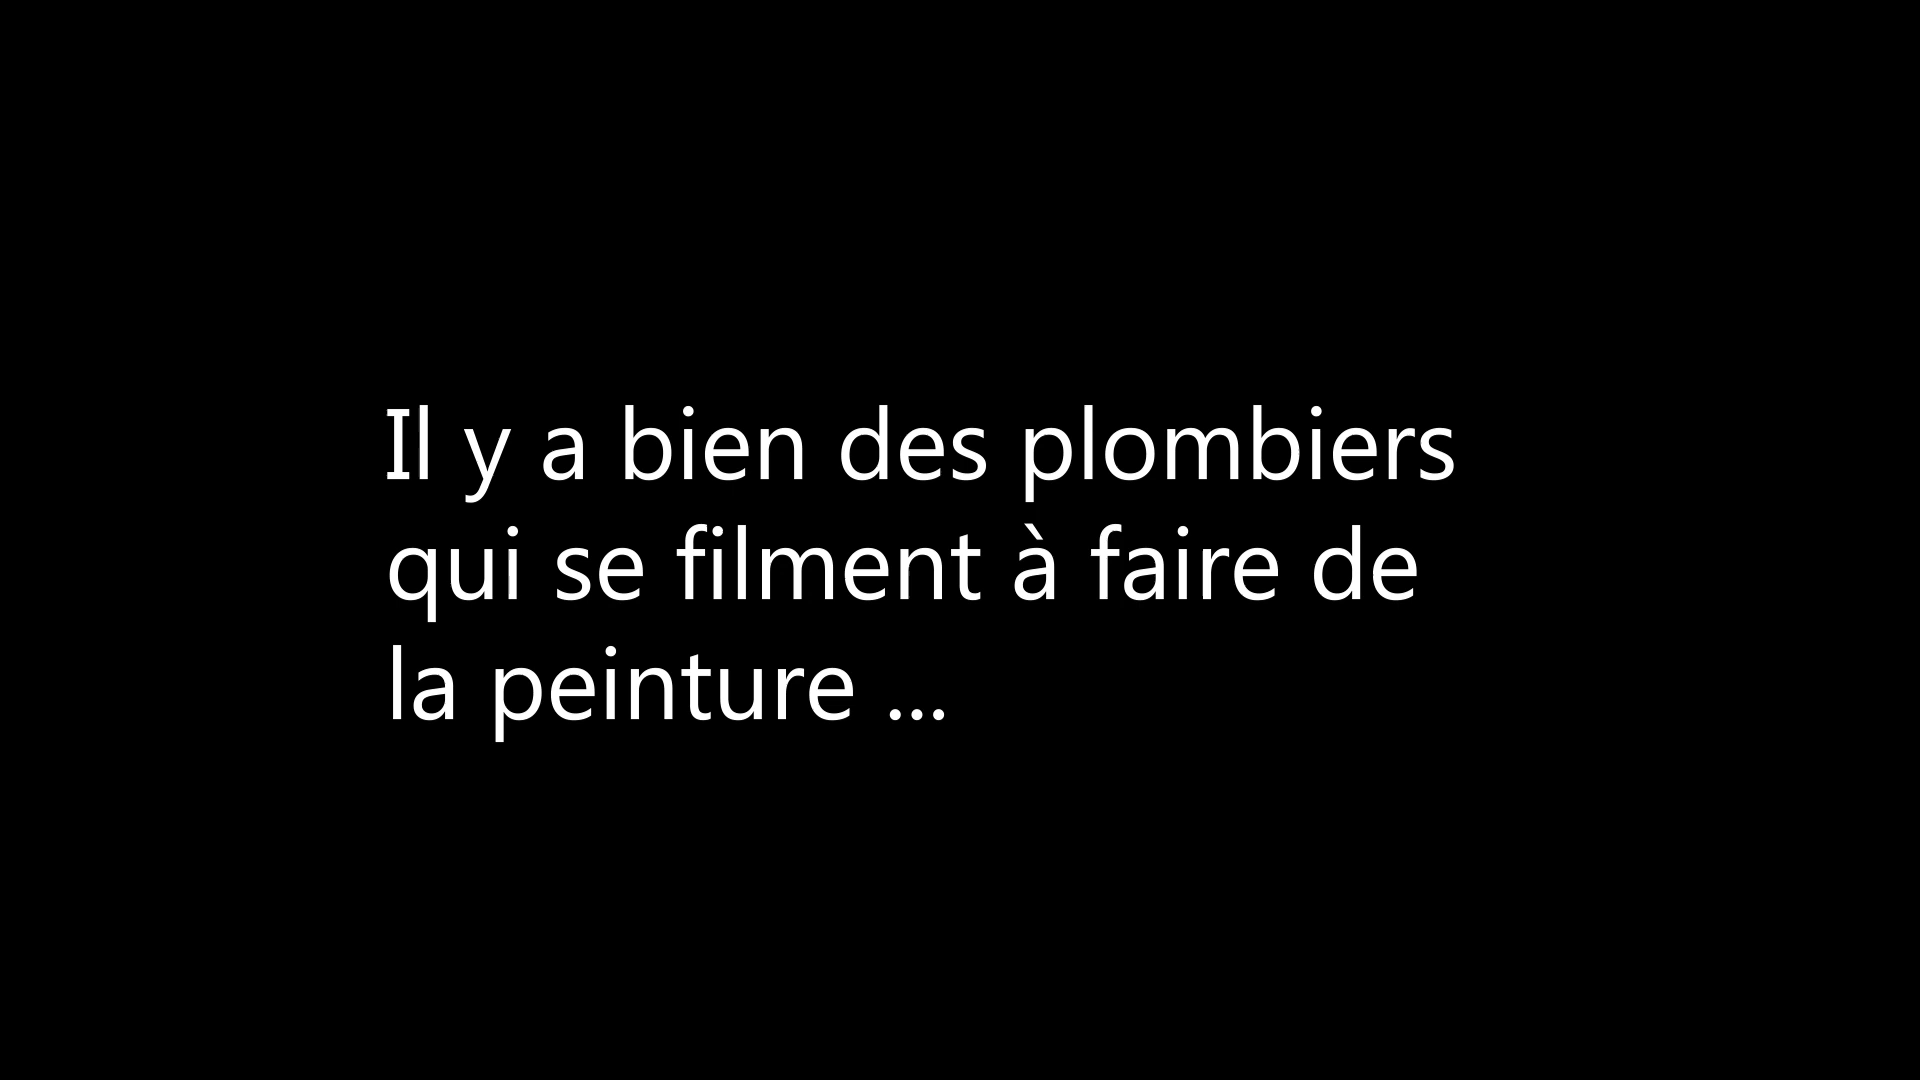 Il y a bien des plombiers
qui se filment à faire de
la peinture ...